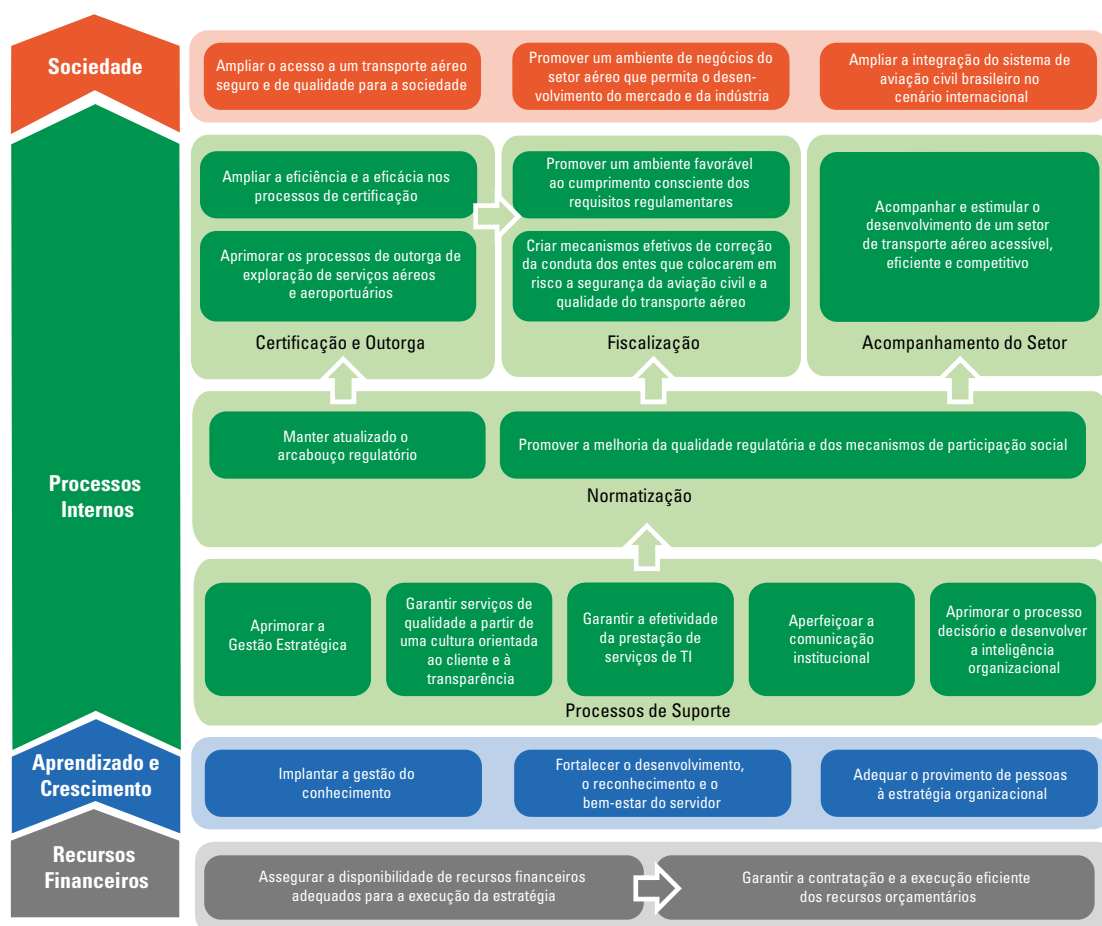 Sociedade
Ampliar o acesso a um transporte aéreo
seguro e de qualidade para a sociedade
Promover um ambiente de negócios do
setor aéreo que permita o desen-
volvimento do mercado e da indústria
Ampliar a integração do sistema de
aviação civil brasileiro no
cenário internacional
Processos
Internos
Ampliar a eficiência e a eficácia nos
processos de certificação
Aprimorar os processos de outorga de
exploração de serviços aéreos
e aeroportuários
Certificação e Outorga
Promover um ambiente favorável
ao cumprimento consciente dos
requisitos regulamentares
Criar mecanismos efetivos de correção
da conduta dos entes que colocarem em
risco a segurança da aviação civil e a
qualidade do transporte aéreo
Fiscalização
Acompanhar e estimular o
desenvolvimento de um setor
de transporte aéreo acessível,
eficiente e competitivo
Acompanhamento do Setor
Manter atualizado o
arcabouço regulatório
Promover a melhoria da qualidade regulatória e dos mecanismos de participação social
Normatização
Aprimorar a
Gestão Estratégica
Garantir serviços de
qualidade a partir de
uma cultura orientada
ao cliente e à
transparência
Garantir a efetividade
da prestação de
serviços de TI
Aperfeiçoar a
comunicação
institucional
Aprimorar o processo
decisório e desenvolver
a inteligência
organizacional
Processos de Suporte
Aprendizado e
Crescimento
Implantar a gestão do
conhecimento
Fortalecer o desenvolvimento,
o reconhecimento e o
bem-estar do servidor
Adequar o provimento de pessoas
à estratégia organizacional
Recursos
Financeiros
Assegurar a disponibilidade de recursos financeiros
adequados para a execução da estratégia
Garantir a contratação e a execução eficiente
dos recursos orçamentários